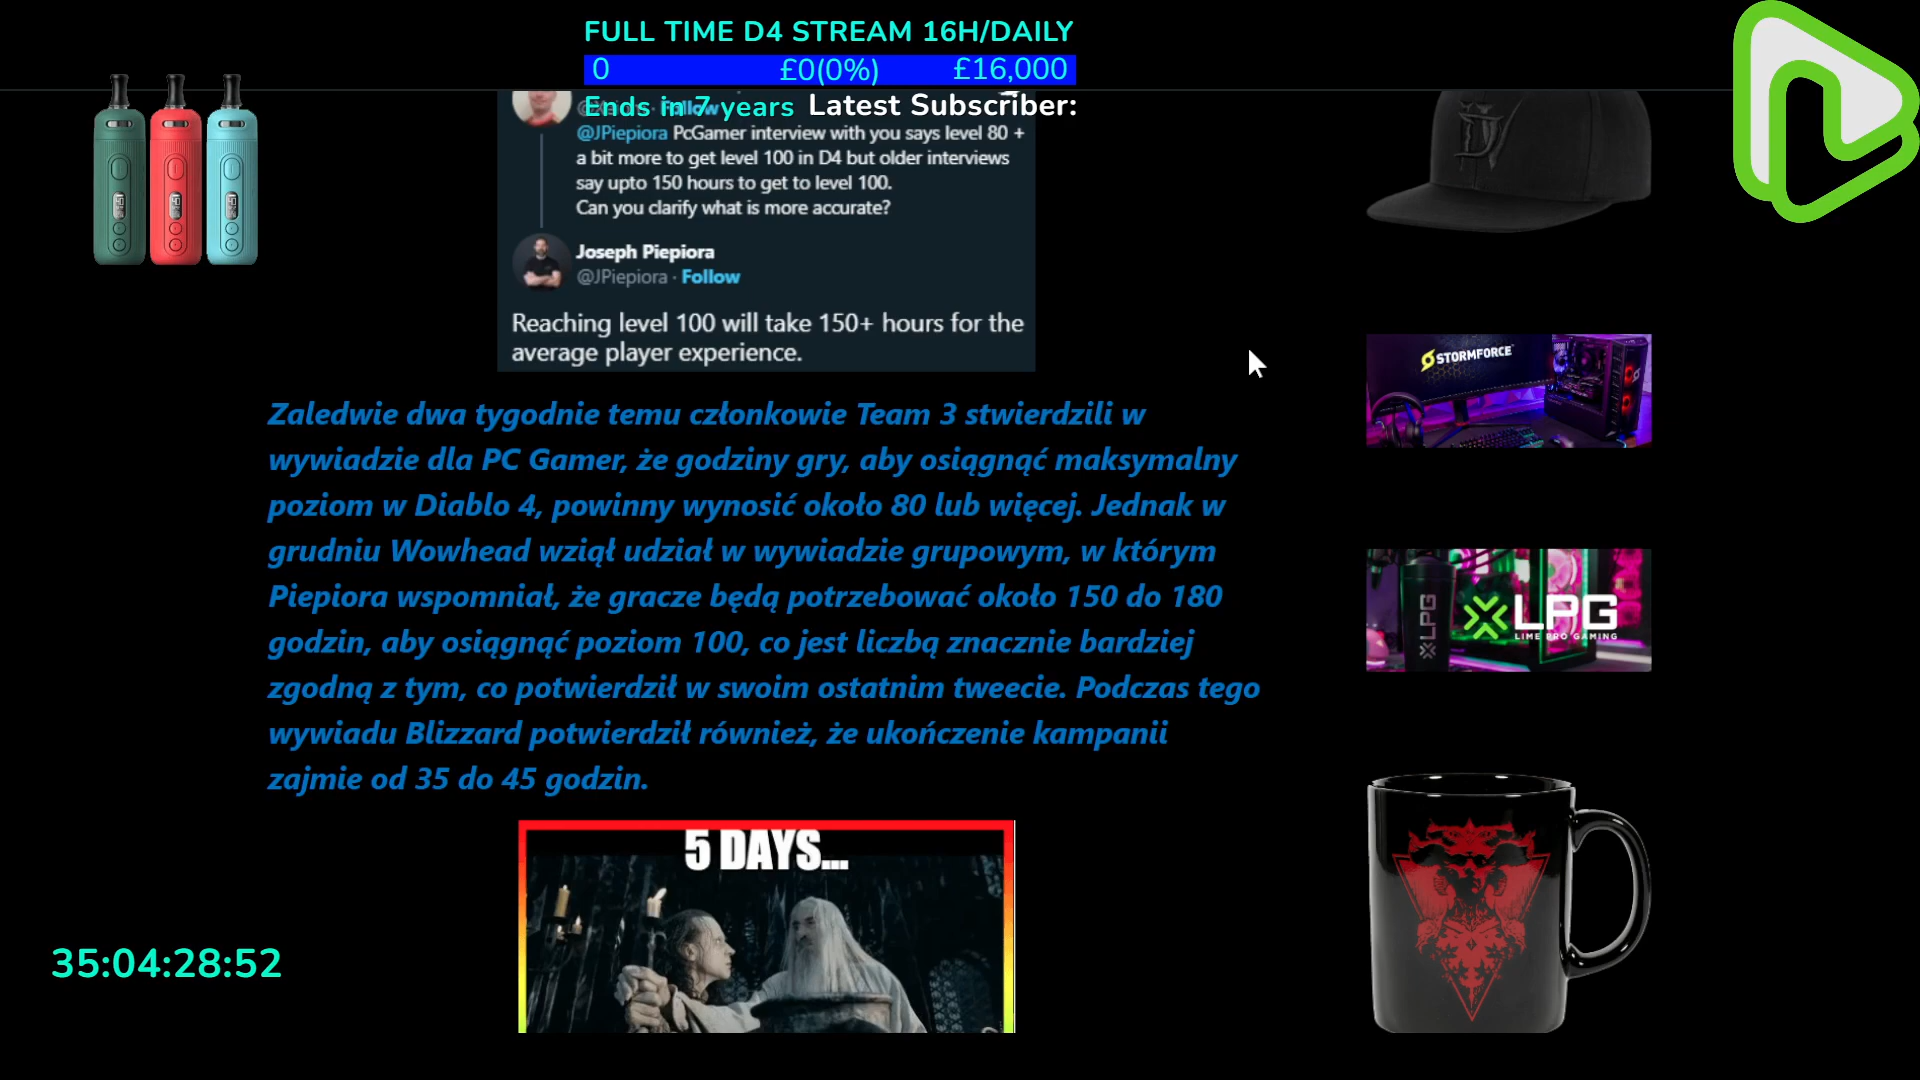 FULL TIME D4 STREAM 16H/DAILY
0 £0(0%) £16,000
Ends in 7 years Latest Subscriber:
Follow
@JPiepiora PcGamer interview with you says level 80 +
a bit more to get level 100 in D4 but older interviews
say upto 150 hours to get to level 100.
Can you clarify what is more accurate?
Joseph Piepiora
@JPiepiora · Follow
Reaching level 100 will take 150+ hours for the
average player experience.
Zaledwie dwa tygodnie temu członkowie Team 3 stwierdzili w
wywiadzie dla PC Gamer, że godziny gry, aby osiągnąć maksymalny
poziom w Diablo 4, powinny wynosić około 80 lub więcej. Jednak w
grudniu Wowhead wziął udział w wywiadzie grupowym, w którym
Piepiora wspomniał, że gracze będą potrzebować około 150 do 180
godzin, aby osiągnąć poziom 100, co jest liczbą znacznie bardziej
zgodną z tym, co potwierdził w swoim ostatnim tweecie. Podczas tego
wywiadu Blizzard potwierdził również, że ukończenie kampanii
zajmie od 35 do 45 godzin.
5 DAYS...
35:04:28:52
STORMFORCE
LPG
LPG
LIME PRO GAMING